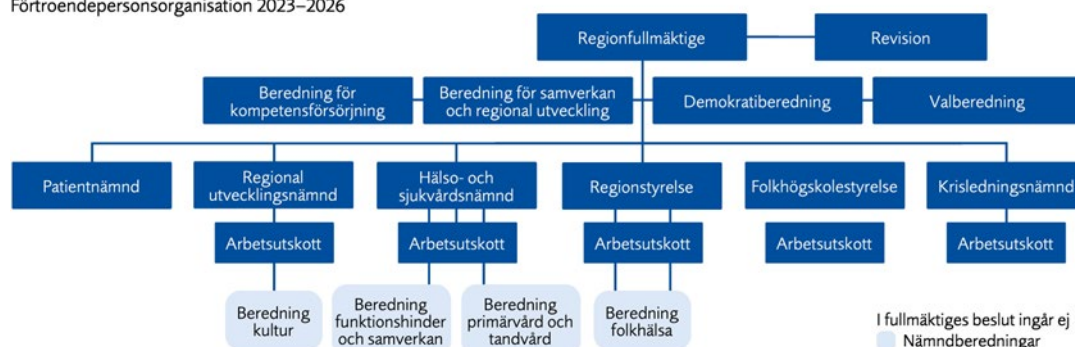 Förtroendepersonsorganisation 2023–2026
Regionfullmäktige
Revision
Beredning för
kompetensförsörjning
Beredning för samverkan
och regional utveckling
Demokratiberedning
Valberedning
Patientnämnd
Regional
utvecklingsnämnd
Hälso- och
sjukvårdsnämnd
Regionstyrelse
Folkhögskolestyrelse
Krisledningsnämnd
Arbetsutskott
Arbetsutskott
Arbetsutskott
Arbetsutskott
Arbetsutskott
Beredning
kultur
Beredning
funktionshinder
och samverkan
Beredning
primärvård och
tandvård
Beredning
folkhälsa
I fullmäktiges beslut ingår ej
Nämndberedningar